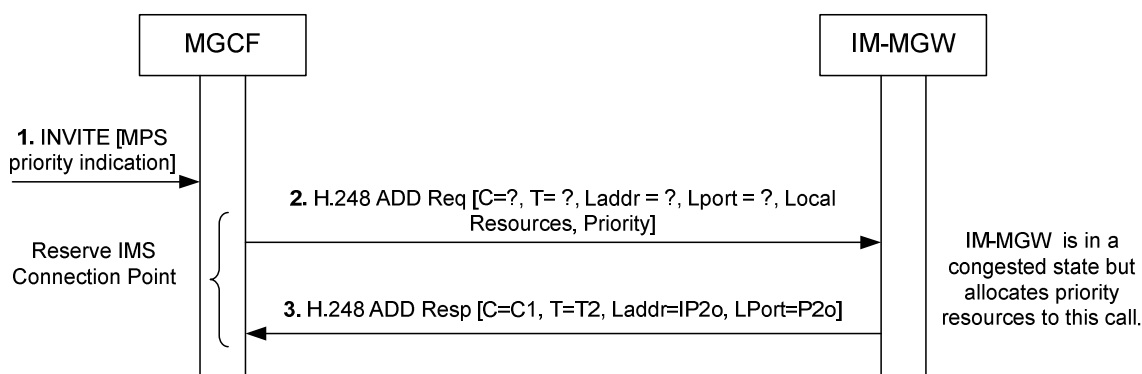 MGCF
IM-MGW
1. INVITE [MPS
priority indication]
2. H.248 ADD Req [C=?, T= ?, Laddr = ?, Lport = ?, Local
Resources, Priority]
Reserve IMS
Connection Point
IM-MGW is in a
congested state but
allocates priority
resources to this call.
3. H.248 ADD Resp [C=C1, T=T2, Laddr=IP2o, LPort=P2o]